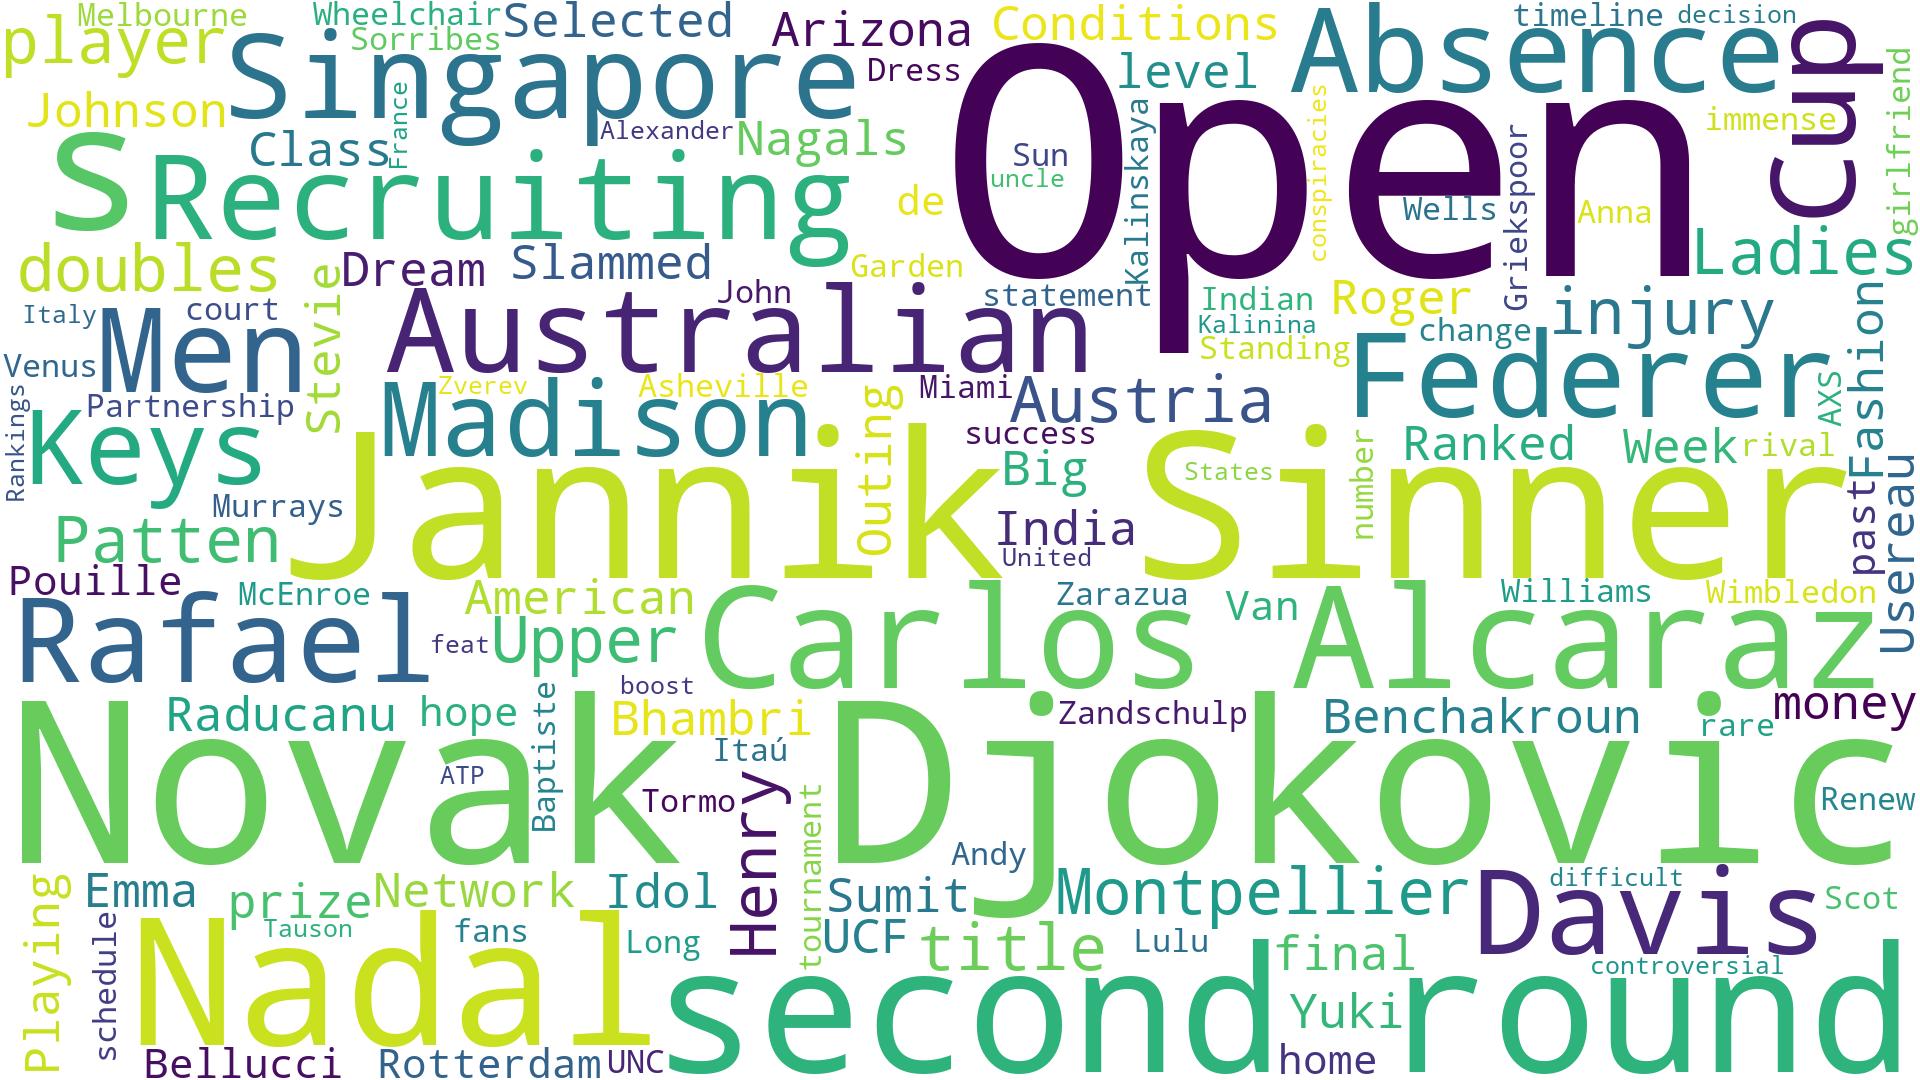 Melbourne
Wheelchair
Selected
Arizona
Conditions
timeline
decision
player
Sorribes
Singapore
Dress
Open
level
Absence
Cup
girlfriend
Johnson
Class
France
Alexander
Nagals
Kalinskaya
conspiracies
immense
s
Recruiting
Sun
uncle
de
Wells
Griekspoor
Anna
Ladies
doubles
Stevie
Dream
Slammed
Garden
Italy
court
Men
Australian
John
statement
Indian
Roger
injury
Kalinina
change
Standing
Federer
Fashion
Venus
Rankings
Partnership
Madison
Zverev
Asheville
Outing
Miami
Austria
AXS
Keys
success
Big
number
Ranked
Week
rival
Murrays
Jannik Sinner
States
past
Usereau
Patten
India
United
Pouille
McEnroe
American
Carlos Alcaraz
Zarazua
Van
Williams
Wimbledon
Rafael
feat
Upper
boost
Raducanu
hope
Baptiste
Bhambri
Zandschulp
Benchakroun
rare
money
Novak Djokovic
ATP
Itaú
Henry
Tormo
tournament
Renew
Andy
Playing
Emma
prize
Network
Idol
Sumit
Montpellier
Davis
difficult
Scot
schedule
Nadal
Tauson
fans
Long
UCF
title
Lulu
final
controversial
second round
Yuki
Bellucci
Rotterdam
UNC
home